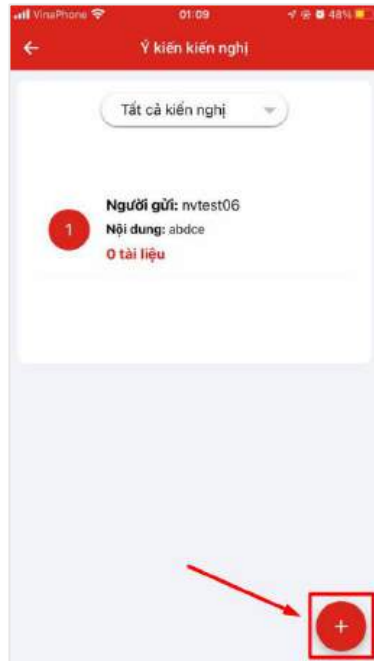 VinaPhone 01:09 48%
Ý kiến kiến nghị
Tất cả kiến nghị
1
Người gửi: nvtest06
Nội dung: abdce
0 tài liệu
+